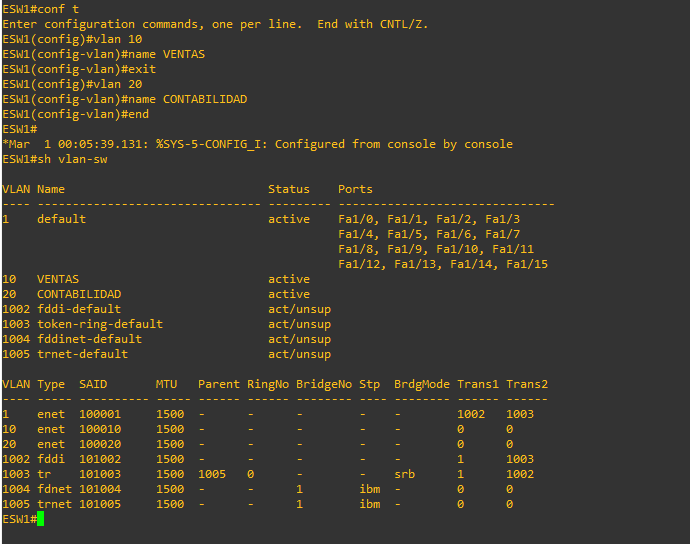 ESW1#conf t
Enter configuration commands, one per line.  End with CNTL/Z.
ESW1(config)#vlan 10
ESW1(config-vlan)#name VENTAS
ESW1(config-vlan)#exit
ESW1(config)#vlan 20
ESW1(config-vlan)#name CONTABILIDAD
ESW1(config-vlan)#end
ESW1#
*Mar  1 00:05:39.131: %SYS-5-CONFIG_I: Configured from console by console
ESW1#sh vlan-sw
VLAN Name                             Status    Ports
---- -------------------------------- --------- -------------------------------
1    default                          active    Fa1/0, Fa1/1, Fa1/2, Fa1/3
                                                Fa1/4, Fa1/5, Fa1/6, Fa1/7
                                                Fa1/8, Fa1/9, Fa1/10, Fa1/11
                                                Fa1/12, Fa1/13, Fa1/14, Fa1/15
10   VENTAS                           active
20   CONTABILIDAD                     active
1002 fddi-default                     act/unsup
1003 token-ring-default               act/unsup
1004 fddinet-default                  act/unsup
1005 trnet-default                    act/unsup
VLAN Type  SAID       MTU   Parent RingNo BridgeNo Stp  BrdgMode Trans1 Trans2
---- ----- ---------- ----- ------ ------ -------- ---- -------- ------ ------
1    enet  100001     1500  -      -      -        -    -        1002   1003
10   enet  100010     1500  -      -      -        -    -        0      0
20   enet  100020     1500  -      -      -        -    -        0      0
1002 fddi  101002     1500  -      -      -        -    -        1      1003
1003 tr    101003     1500  1005   0      -        -    srb      1      1002
1004 fdnet 101004     1500  -      -      1        ibm  -        0      0
1005 trnet 101005     1500  -      -      1        ibm  -        0      0
ESW1#